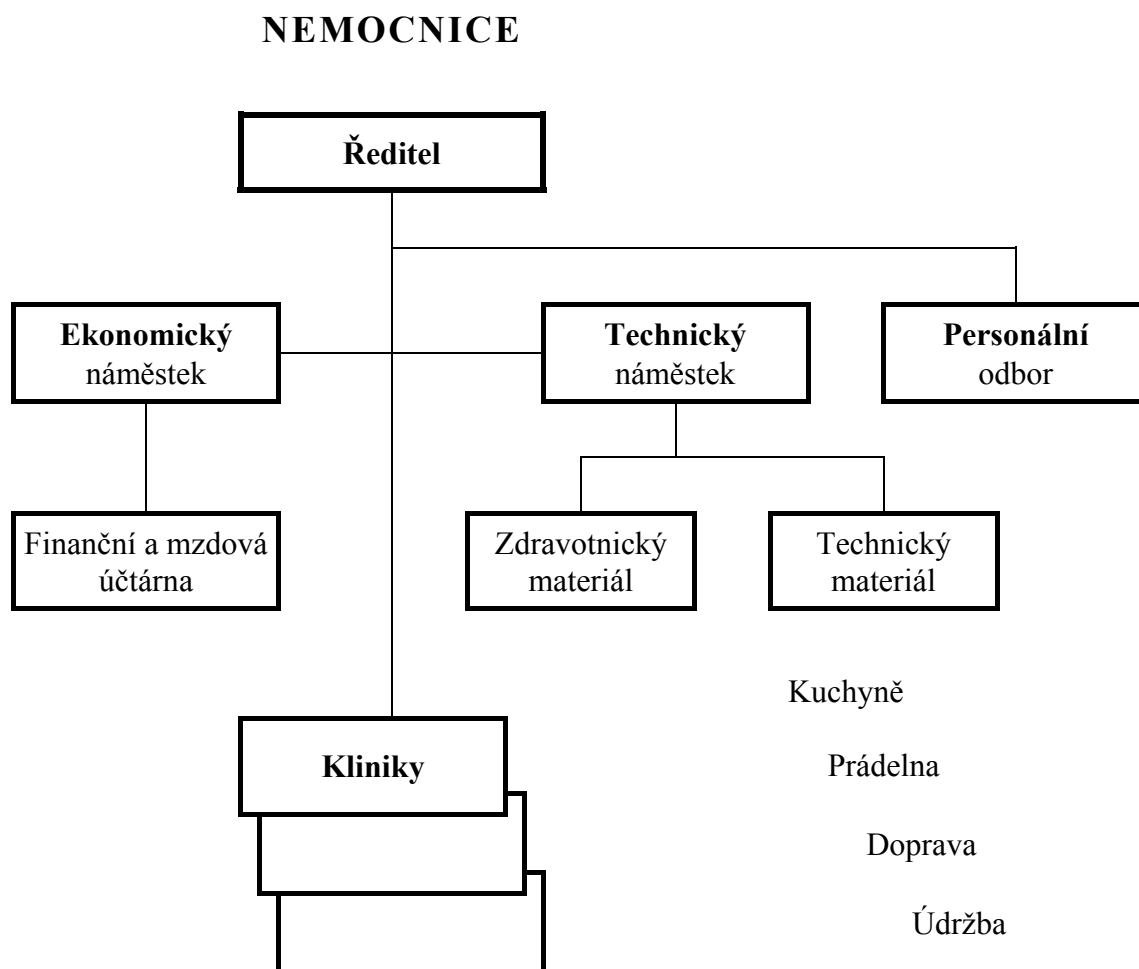 NEMOCNICE
Ředitel
Ekonomický
náměstek
Technický
náměstek
Personální
odbor
Finanční a mzdová
účtárna
Zdravotnický
materiál
Technický
materiál
Kuchyně
Kliniky
Prádelna
Doprava
Údržba